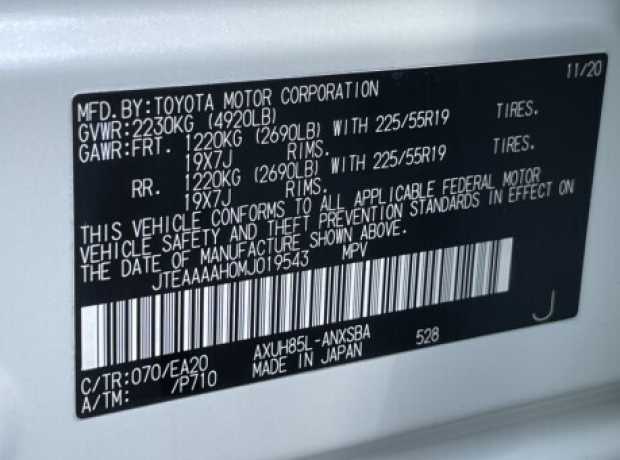 11/20
MFD.BY:TOYOTA MOTOR CORPORATION
GVWR:2230KG (4920LB)
GAWR:FRT. 1220KG (2690LB) WITH 225/55R19 TIRES.
19X7J RIMS.
RR. 1220KG (2690LB) WITH 225/55R19 TIRES.
19X7J RIMS.
THIS VEHICLE CONFORMS TO ALL APPLICABLE FEDERAL MOTOR
VEHICLE SAFETY AND THEFT PREVENTION STANDARDS IN EFFECT ON
THE DATE OF MANUFACTURE SHOWN ABOVE.
JTEAAAAH0MJ019543 MPV
C/TR:070/EA20 AXUH85L-ANXSBA 528
A/TM: /P710 MADE IN JAPAN
J